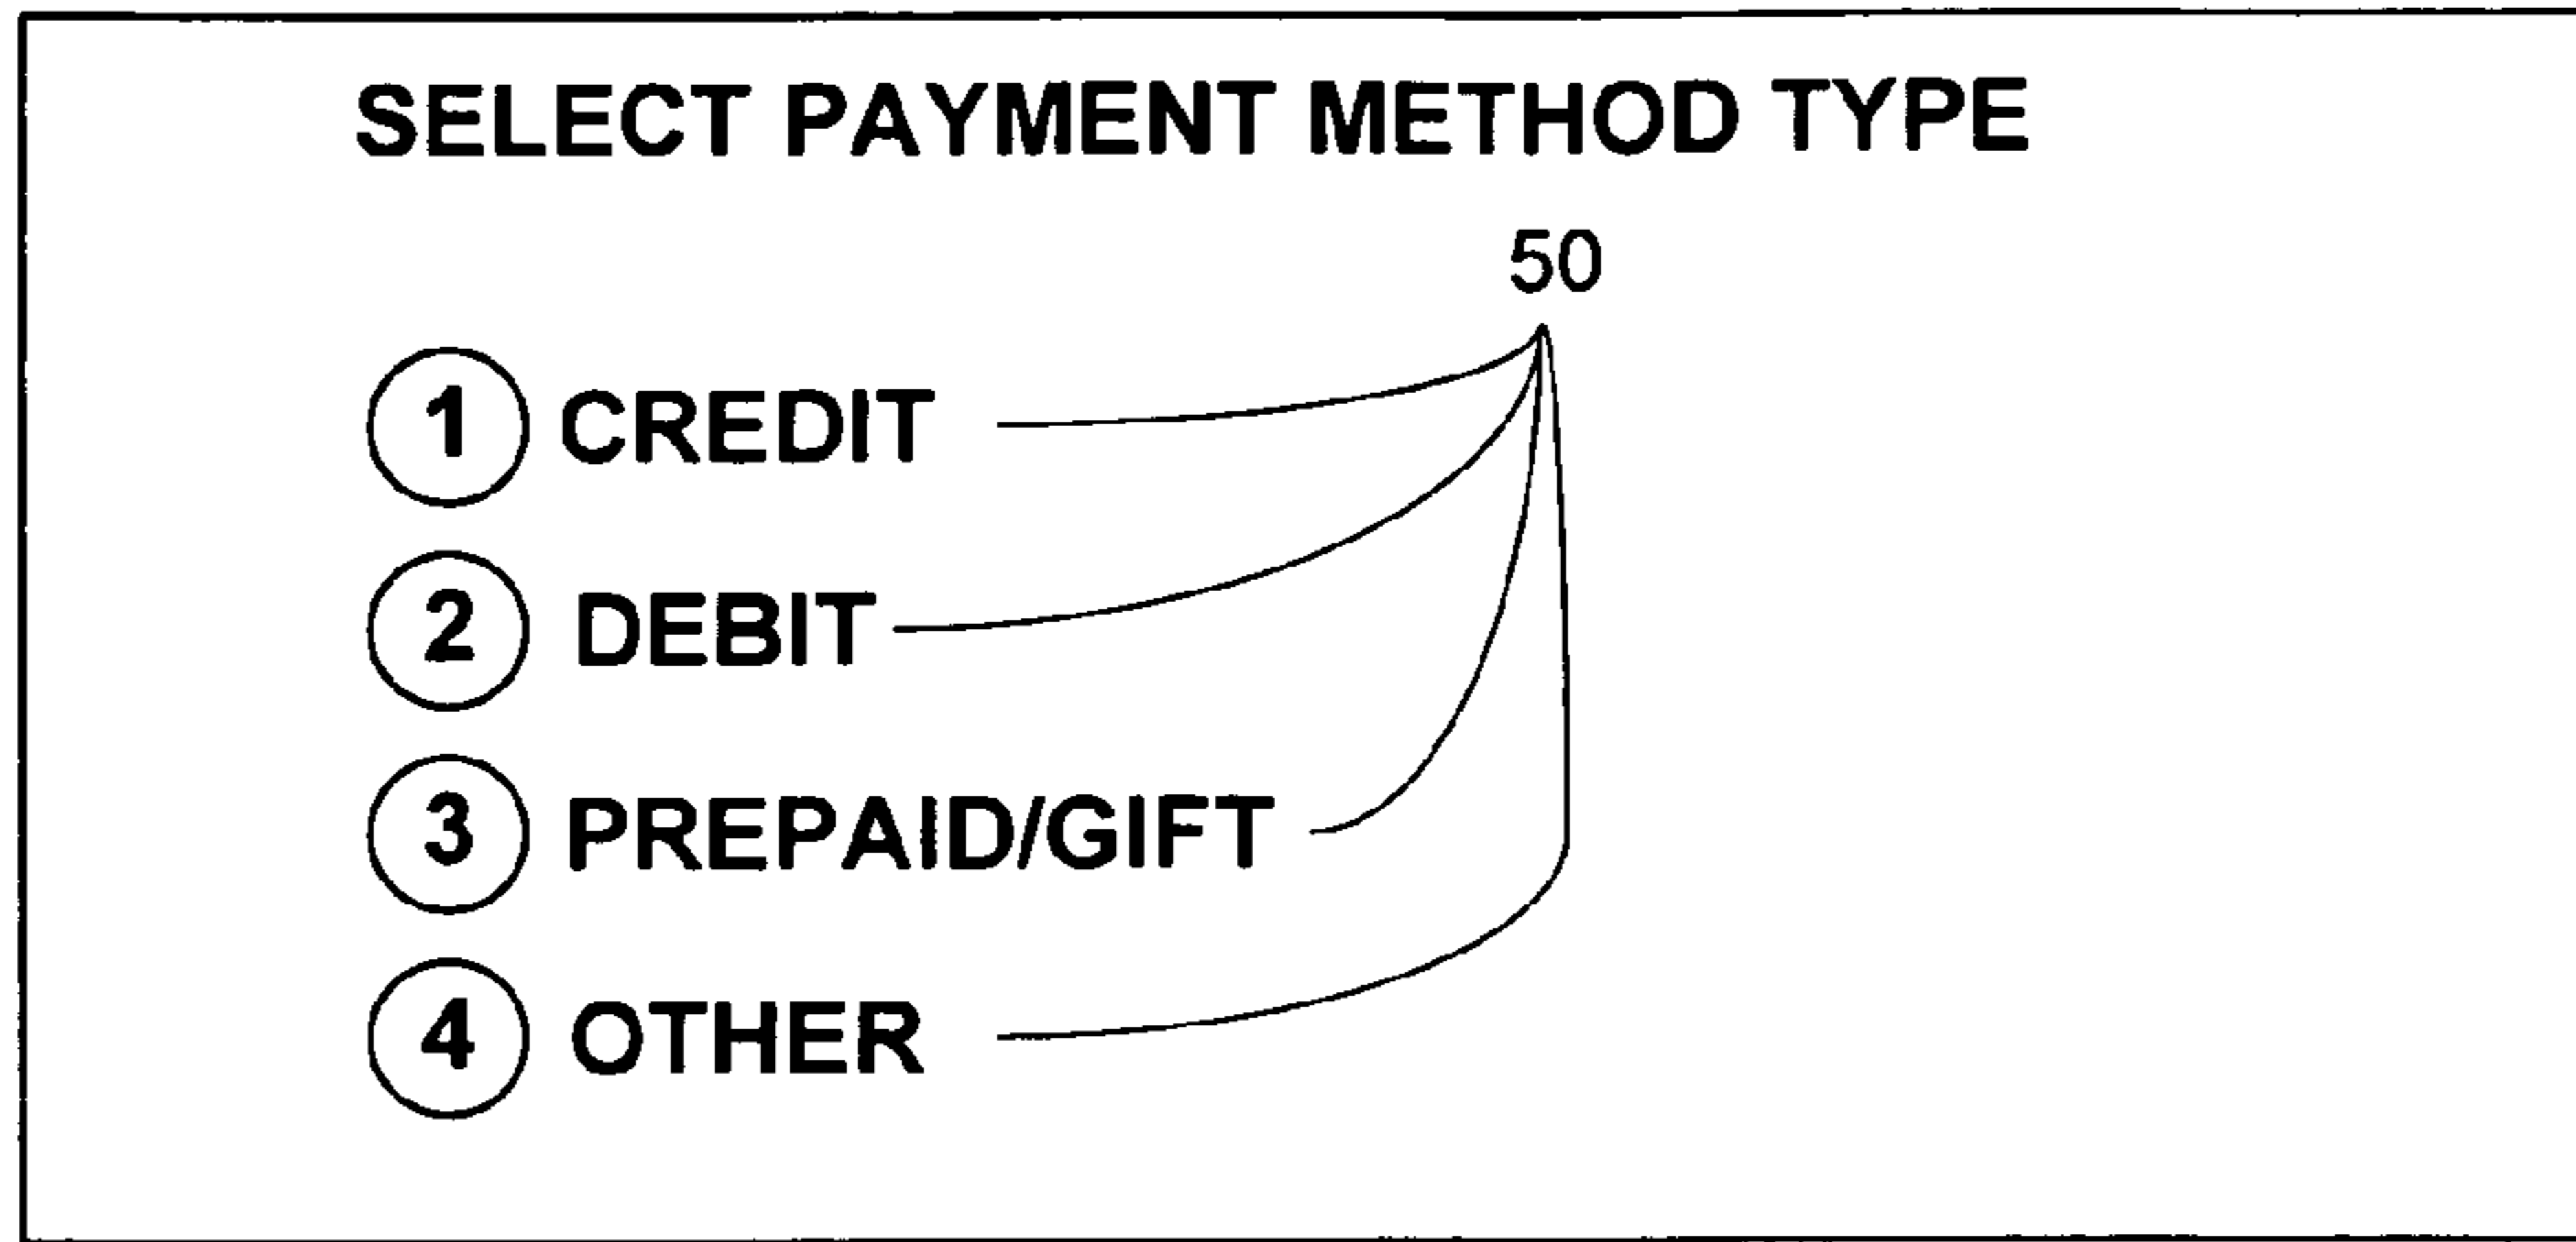 SELECT PAYMENT METHOD TYPE
50
1 CREDIT
2 DEBIT
3 PREPAID/GIFT
4 OTHER